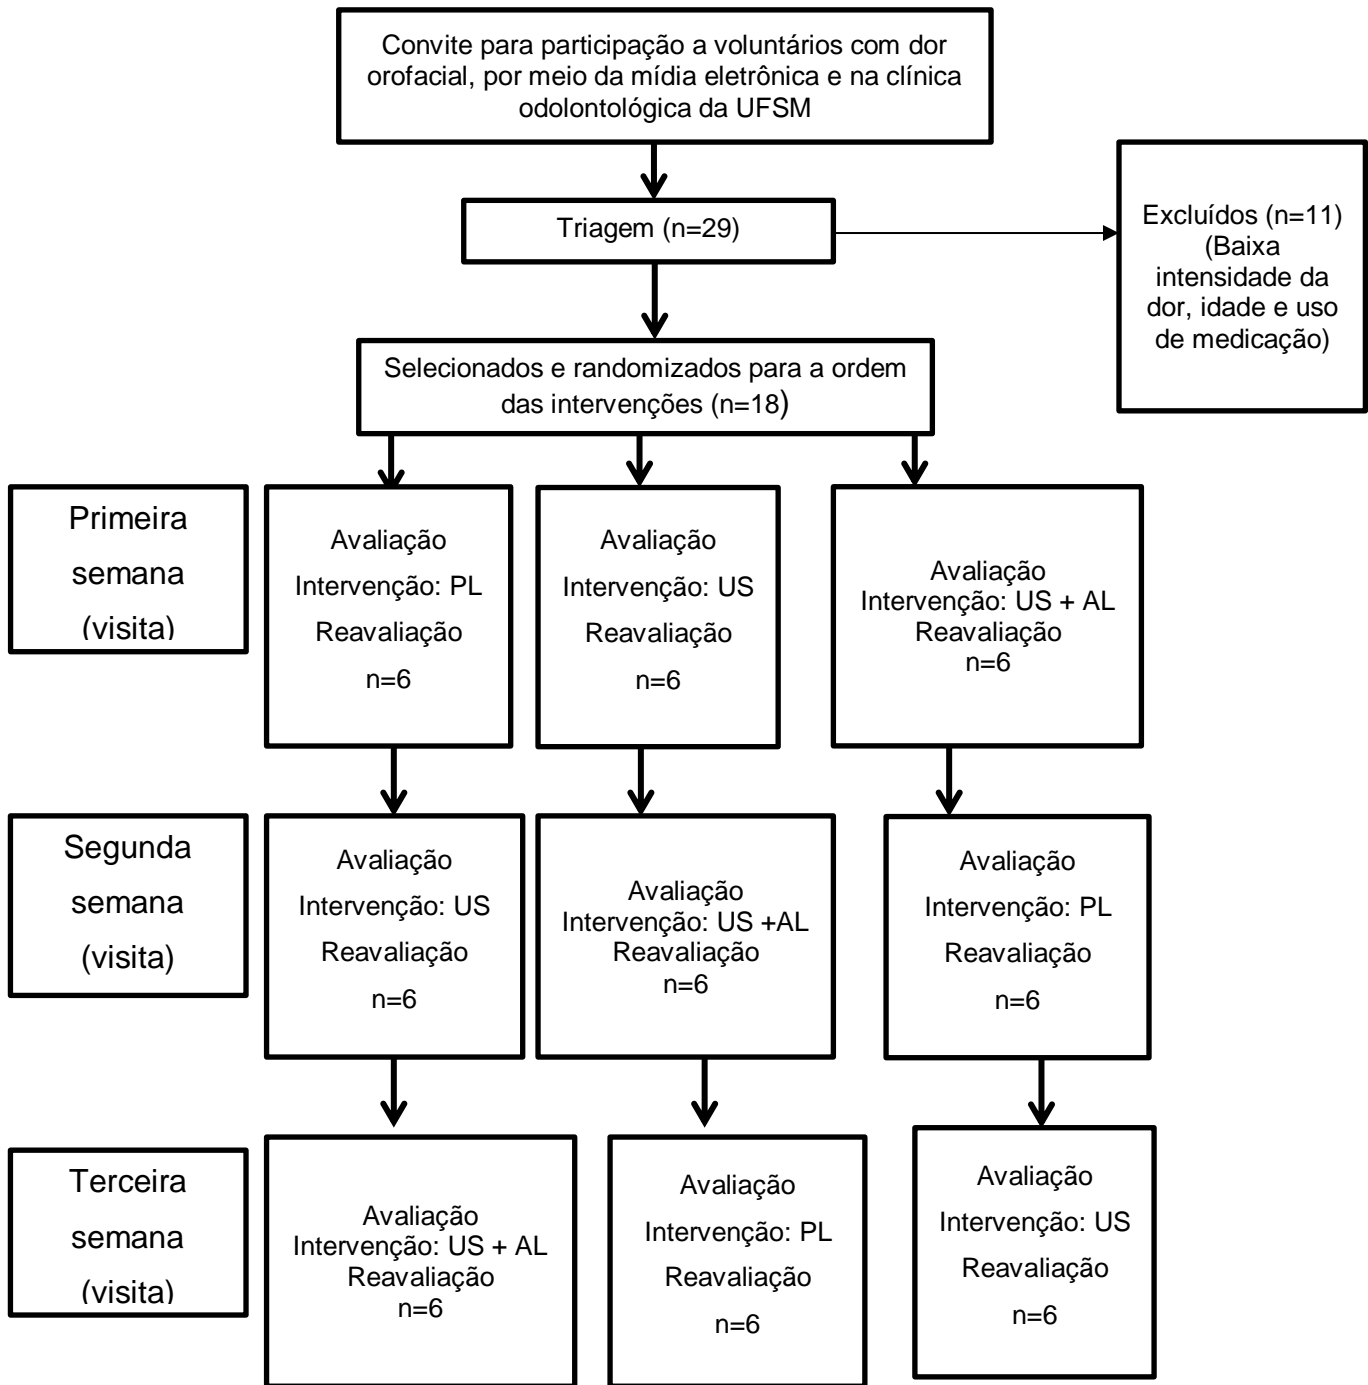 Convite para participação a voluntários com dor
orofacial, por meio da mídia eletrônica e na clínica
odolontológica da UFSM
Triagem (n=29)
Excluídos (n=11)
(Baixa
intensidade da
dor, idade e uso
de medicação)
Selecionados e randomizados para a ordem
das intervenções (n=18)
Primeira
semana
(visita)
Avaliação
Intervenção: PL
Reavaliação
n=6
Avaliação
Intervenção: US
Reavaliação
n=6
Avaliação
Intervenção: US + AL
Reavaliação
n=6
Segunda
semana
(visita)
Avaliação
Intervenção: US
Reavaliação
n=6
Avaliação
Intervenção: US +AL
Reavaliação
n=6
Avaliação
Intervenção: PL
Reavaliação
n=6
Terceira
semana
(visita)
Avaliação
Intervenção: US + AL
Reavaliação
n=6
Avaliação
Intervenção: PL
Reavaliação
n=6
Avaliação
Intervenção: US
Reavaliação
n=6